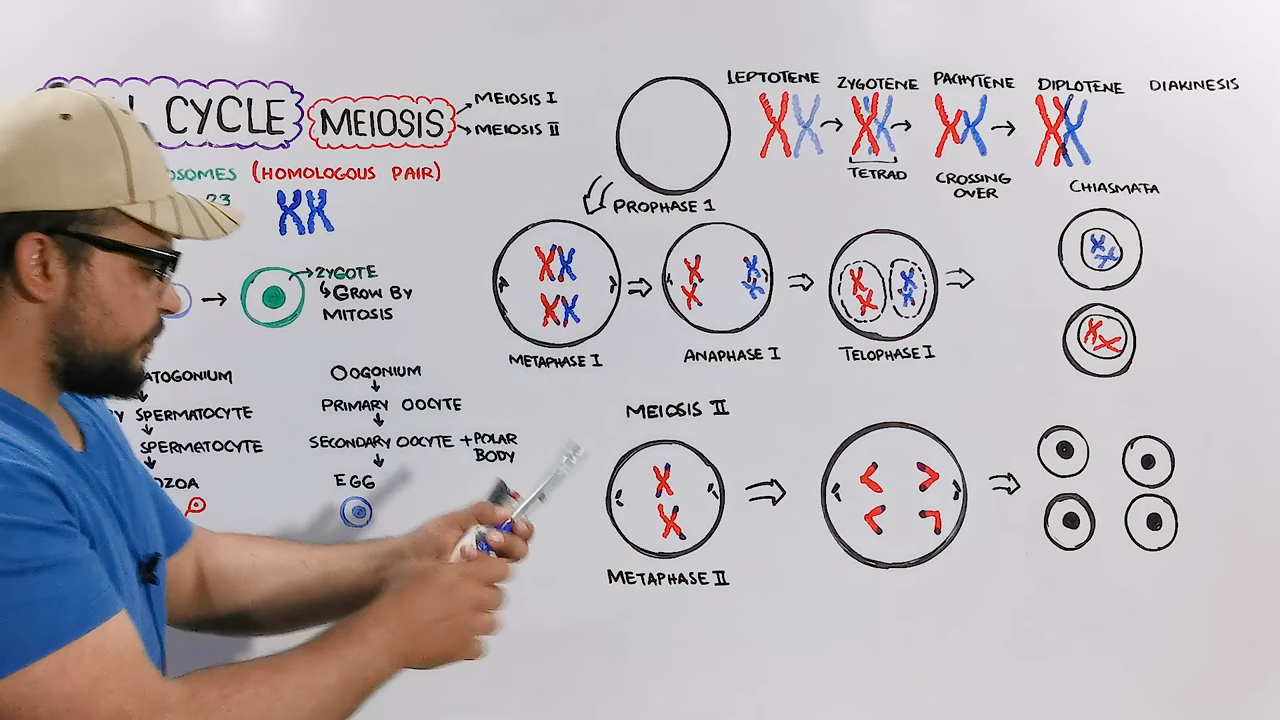 CYCLE
MEIOSIS
MEIOSIS I
MEIOSIS II
(HOMOLOGOUS PAIR)
23
ZYGOTE
GROW BY
MITOSIS
OOGONIUM
PRIMARY OOCYTE
SPERMATOCYTE
SECONDARY OOCYTE + POLAR
BODY
SPERMATOCYTE
EGG
LEPTOTENE
ZYGOTENE
PACHYTENE
DIPLOTENE
DIAKINESIS
TETRAD
CROSSING
OVER
CHIASMATA
PROPHASE 1
METAPHASE I
ANAPHASE I
TELOPHASE I
MEIOSIS II
METAPHASE II